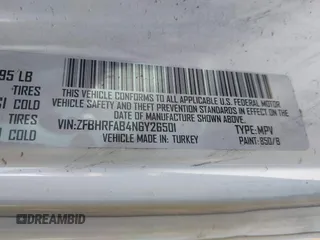 95 LB
TIRES
COLD
TIRES
COLD
THIS VEHICLE CONFORMS TO ALL APPLICABLE U.S. FEDERAL MOTOR
VEHICLE SAFETY AND THEFT PREVENTION STANDARDS IN EFFECT
ON THE DATE OF MANUFACTURE SHOWN ABOVE.
VIN:ZFBHRFAB4N6Y26501 TYPE:MPV
VEHICLE MADE IN: TURKEY PAINT: 
DREAMBID